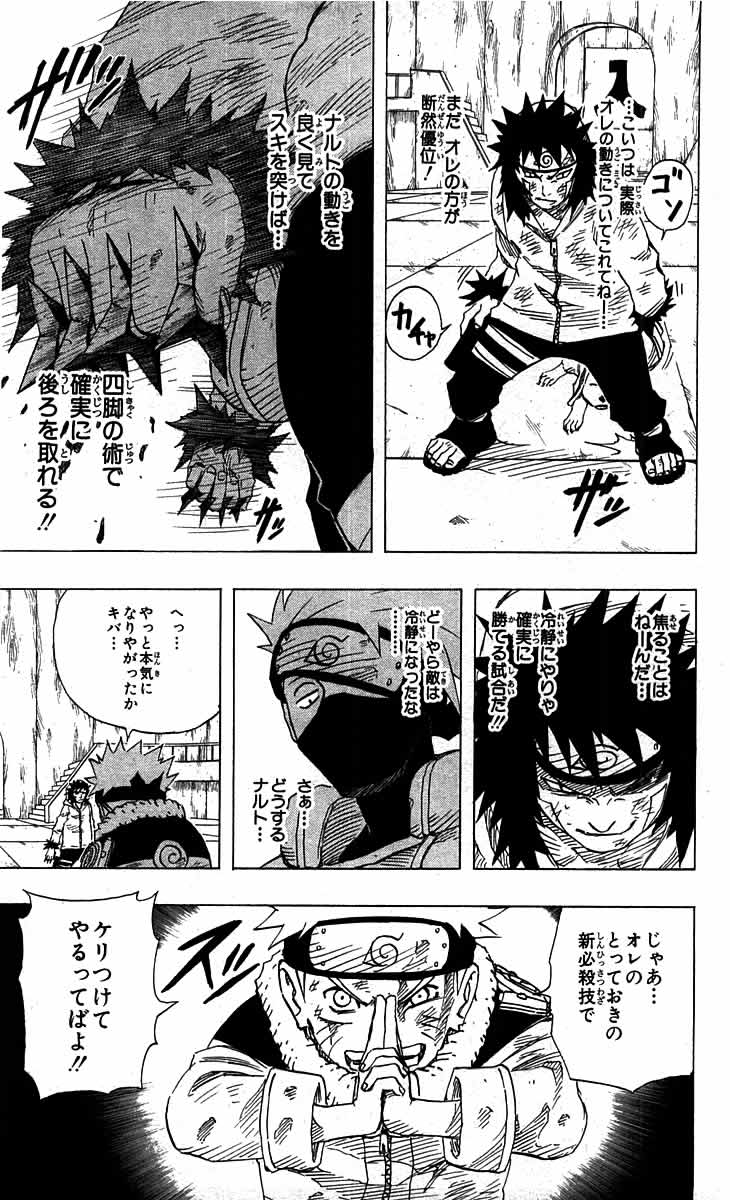 …こいつは実際
オレの動きについてこれてねー…
まだオレの方が
断然優位!
ゴソ
カチャ
ナルトの動きを
良く見て
スキを突けば…
四脚の術で
確実に
後ろを取れる!!
ザッ
ザッ
焦ることは
ねーんだ…
冷静にやりゃ
確実に
勝てる試合だ!!
どーやら敵は
冷静になったな
…………
さぁ…
どうする
ナルト…
へっ…
やっと本気に
なりやがったか
キバ…
じゃあ…
オレの
とっておきの
新必殺技で
ズッ
ケリつけて
やるってばよ!!